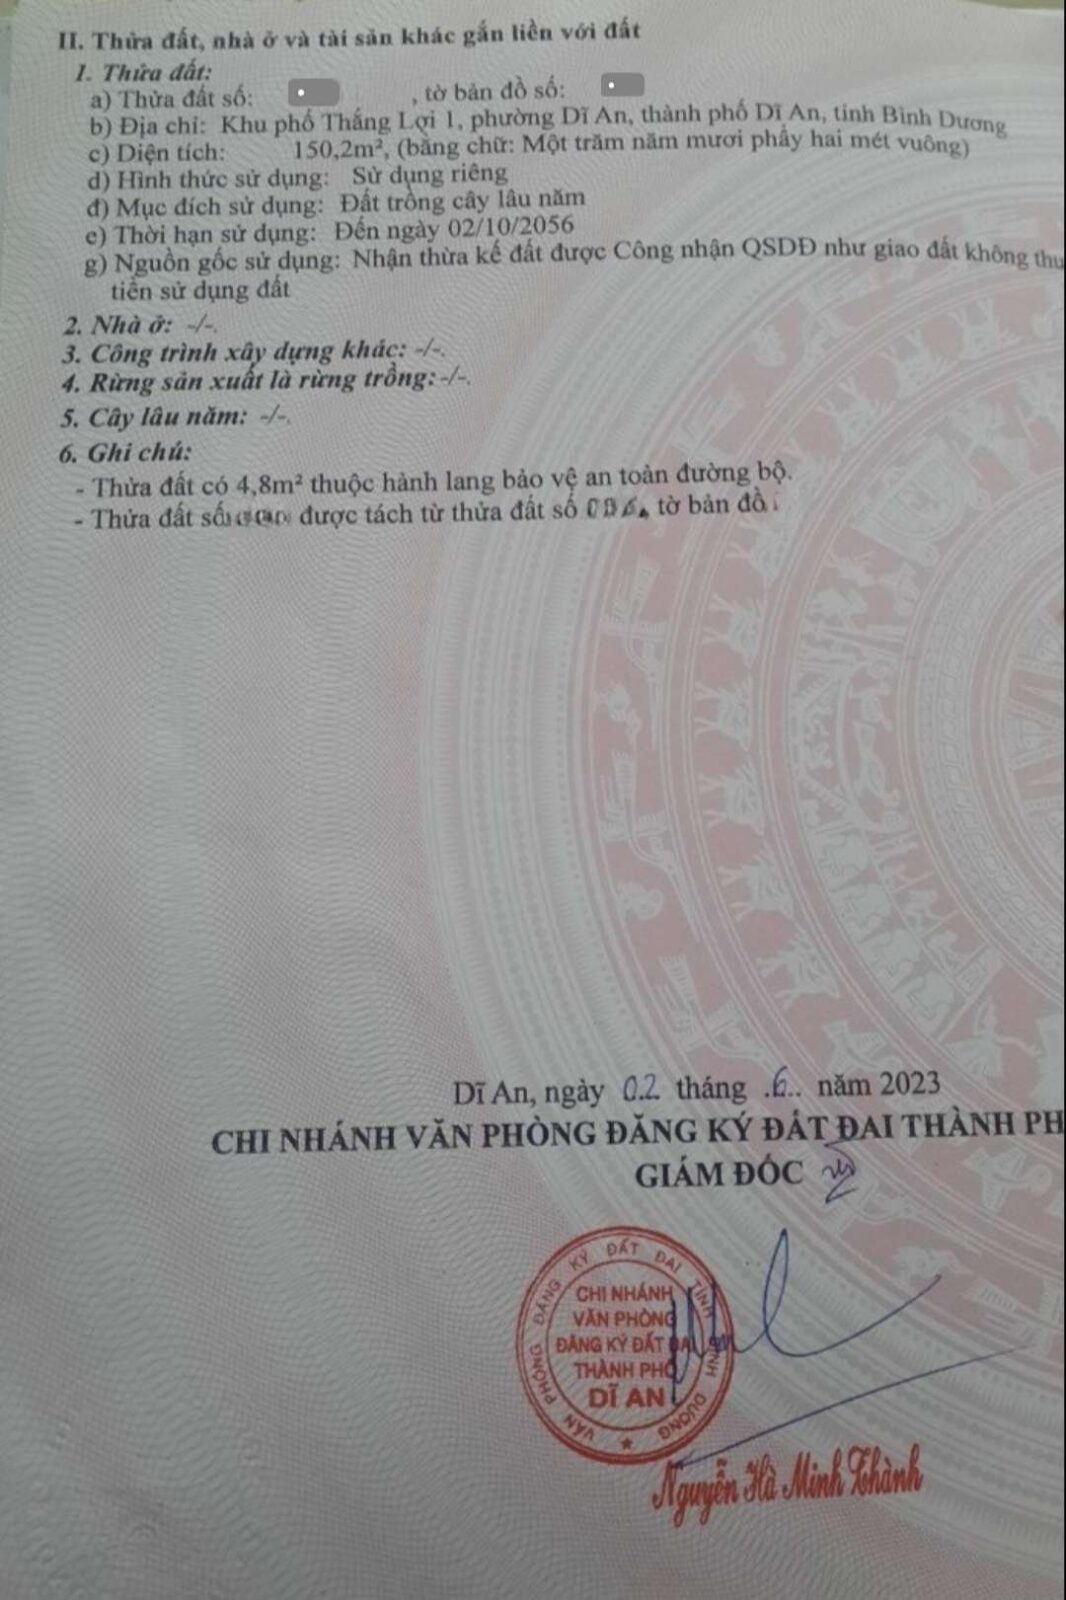 II. Thửa đất, nhà ở và tài sản khác gắn liền với đất
1. Thửa đất:
a) Thửa đất số: , tờ bản đồ số:
b) Địa chỉ: Khu phố Thắng Lợi 1, phường Dĩ An, thành phố Dĩ An, tỉnh Bình Dương
c) Diện tích: 150,2m², (bằng chữ: Một trăm năm mươi phẩy hai mét vuông)
d) Hình thức sử dụng: Sử dụng riêng
đ) Mục đích sử dụng: Đất trồng cây lâu năm
e) Thời hạn sử dụng: Đến ngày 02/10/2056
g) Nguồn gốc sử dụng: Nhận thừa kế đất được Công nhận QSDĐ như giao đất không thu
tiền sử dụng đất
2. Nhà ở: -/-.
3. Công trình xây dựng khác: -/-.
4. Rừng sản xuất là rừng trồng: -/-.
5. Cây lâu năm: -/-.
6. Ghi chú:
- Thửa đất có 4,8m² thuộc hành lang bảo vệ an toàn đường bộ.
- Thửa đất số được tách từ thửa đất số tờ bản đồ
Dĩ An, ngày 02 tháng .6.. năm 2023
CHI NHÁNH VĂN PHÒNG ĐĂNG KÝ ĐẤT ĐAI THÀNH PH
GIÁM ĐỐC
VĂN PHÒNG ĐĂNG KÝ ĐẤT ĐAI TỈNH BÌNH DƯƠNG
CHI NHÁNH
VĂN PHÒNG
ĐĂNG KÝ ĐẤT ĐAI
THÀNH PHỐ
DĨ AN
Nguyễn Hà Minh Thành